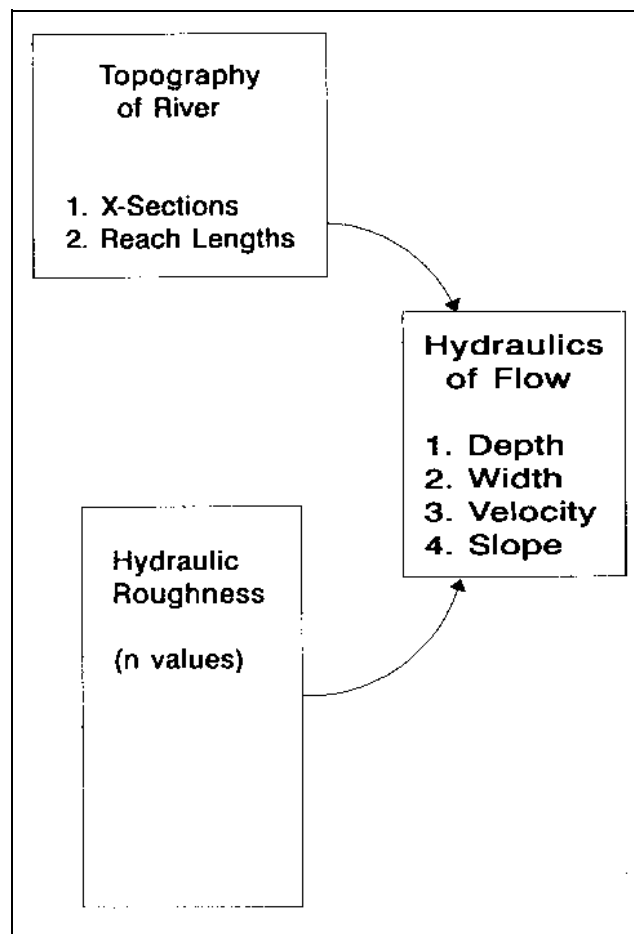 Topography
of River
1. X-Sections
2. Reach Lengths
Hydraulics
of Flow
1. Depth
2. Width
3. Velocity
4. Slope
Hydraulic
Roughness
(n values)